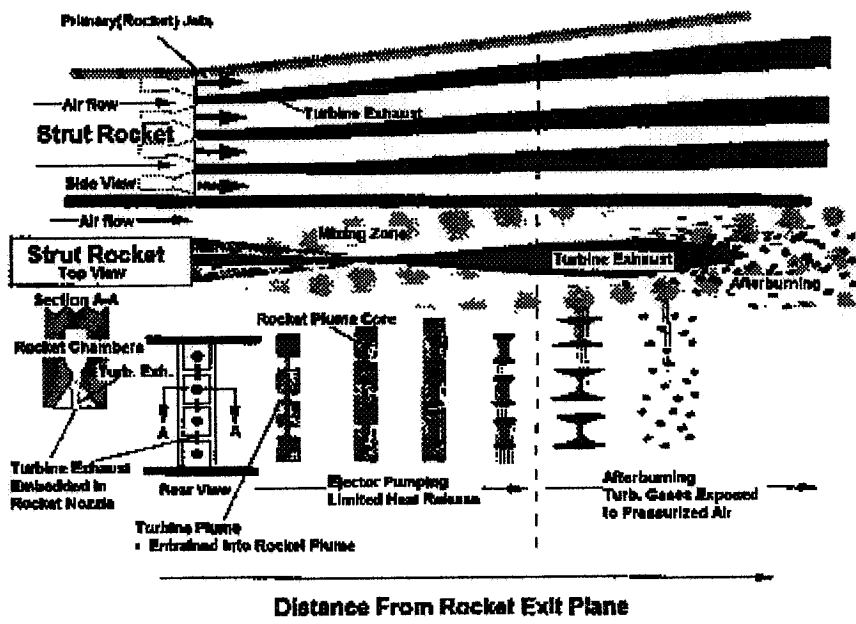 Primary(Rocket) Jets
Air flow
Turbine Exhaust
Strut Rocket
Side View
Air flow
Mixing Zone
Strut Rocket
Top View
Turbine Exhaust
Afterburning
Section A-A
Rocket Plume Core
Rocket Chambers
Turb. Exh.
A
A
Turbine Exhaust
Embedded in
Rocket Nozzle
Rear View
Ejector Pumping
Limited Heat Release
Afterburning
Turb. Gases Exposed
to Pressurized Air
Turbine Plume
Entrained into Rocket Plume
Distance From Rocket Exit Plane